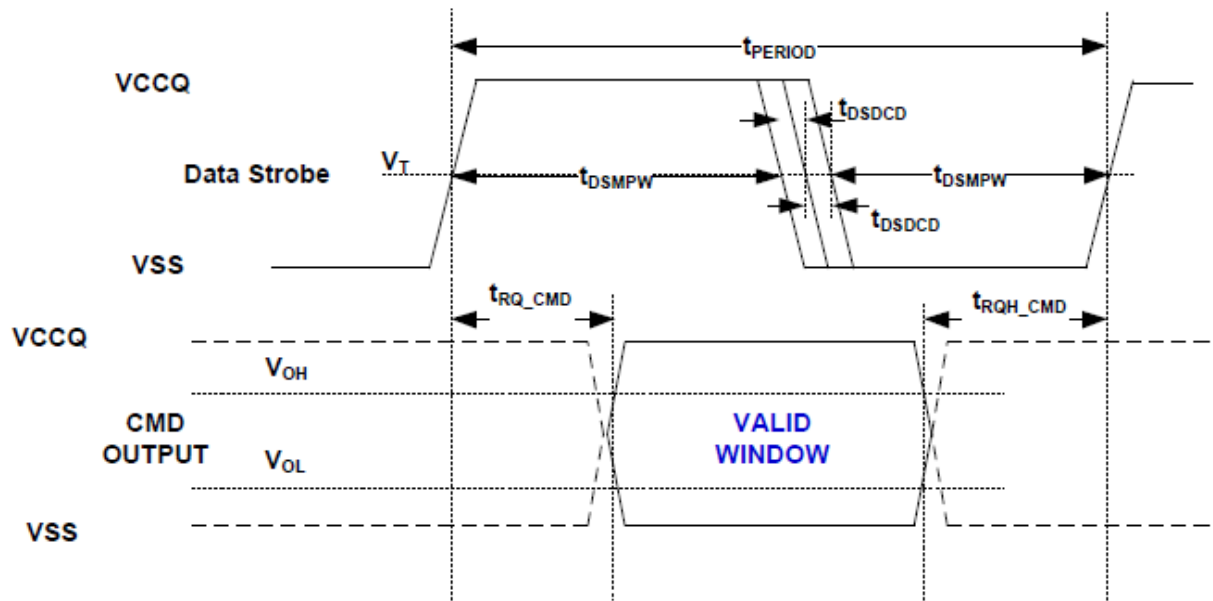 tPERIOD
VCCQ
tDSDCD
Data Strobe
VT
tDSMPW
tDSMPW
tDSDCD
VSS
tRQ_CMD
tRQH_CMD
VCCQ
VOH
CMD
OUTPUT
VALID
WINDOW
VOL
VSS